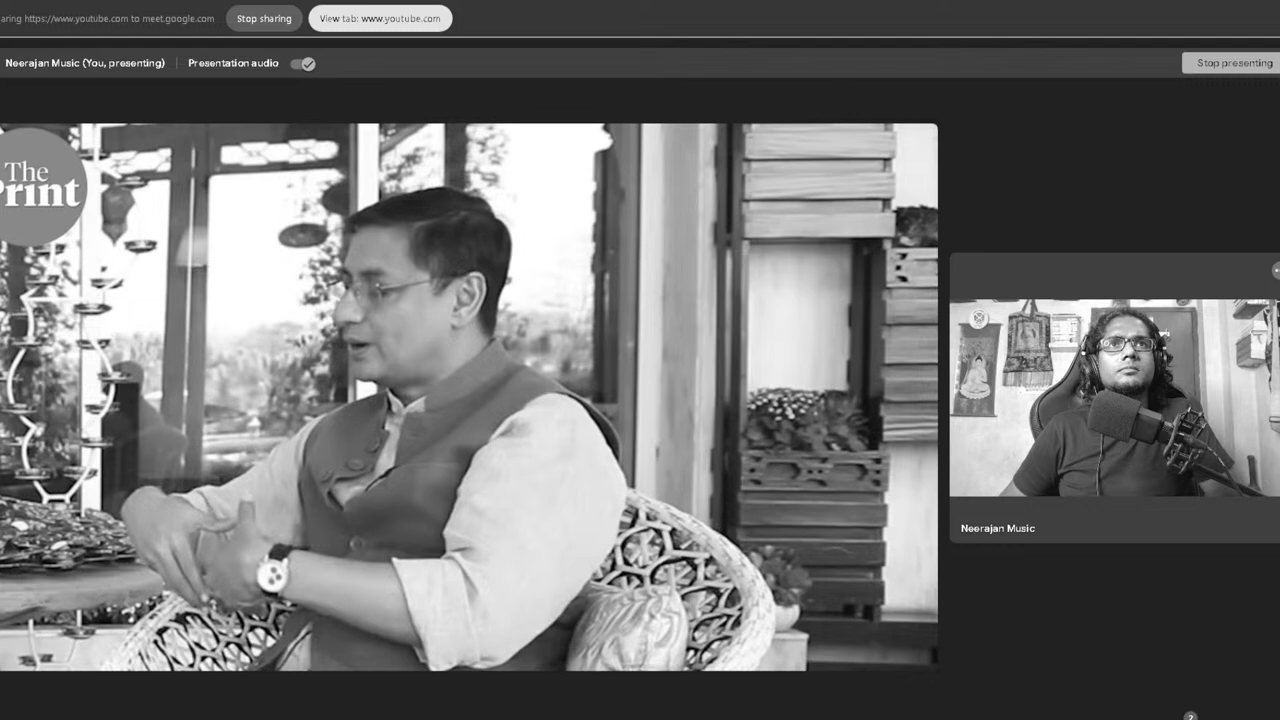 aring https://www.youtube.com to meet.google.com
Stop sharing
View tab: www.youtube.com
Neerajan Music (You, presenting)
Presentation audio
Stop presenting
The
Print
Neerajan Music